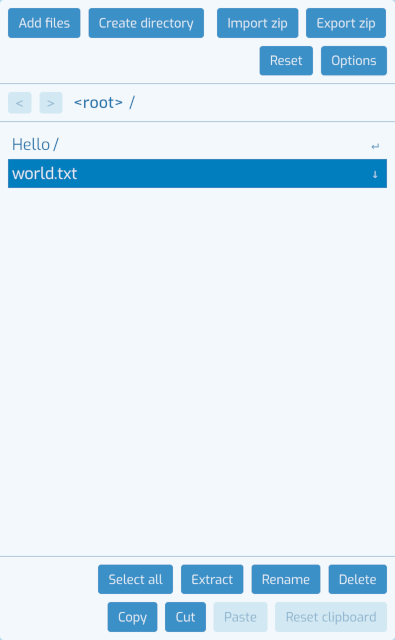 Add files Create directory Import zip Export zip
Reset Options
< > <root> /
Hello / ↵
world.txt ↓
Select all Extract Rename Delete
Copy Cut Paste Reset clipboard